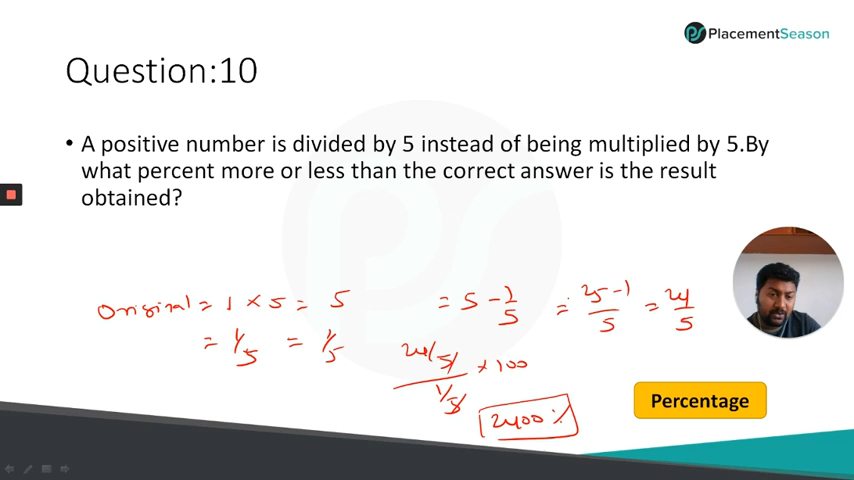 PlacementSeason
Question:10
• A positive number is divided by 5 instead of being multiplied by 5.By
what percent more or less than the correct answer is the result
obtained?
Original = 1 × 5 = 5
= 5 - 1/5 = 25-1/5 = 24/5
= 1/5 = 1/5
24/5 / 1/5 × 100
2400 %
Percentage